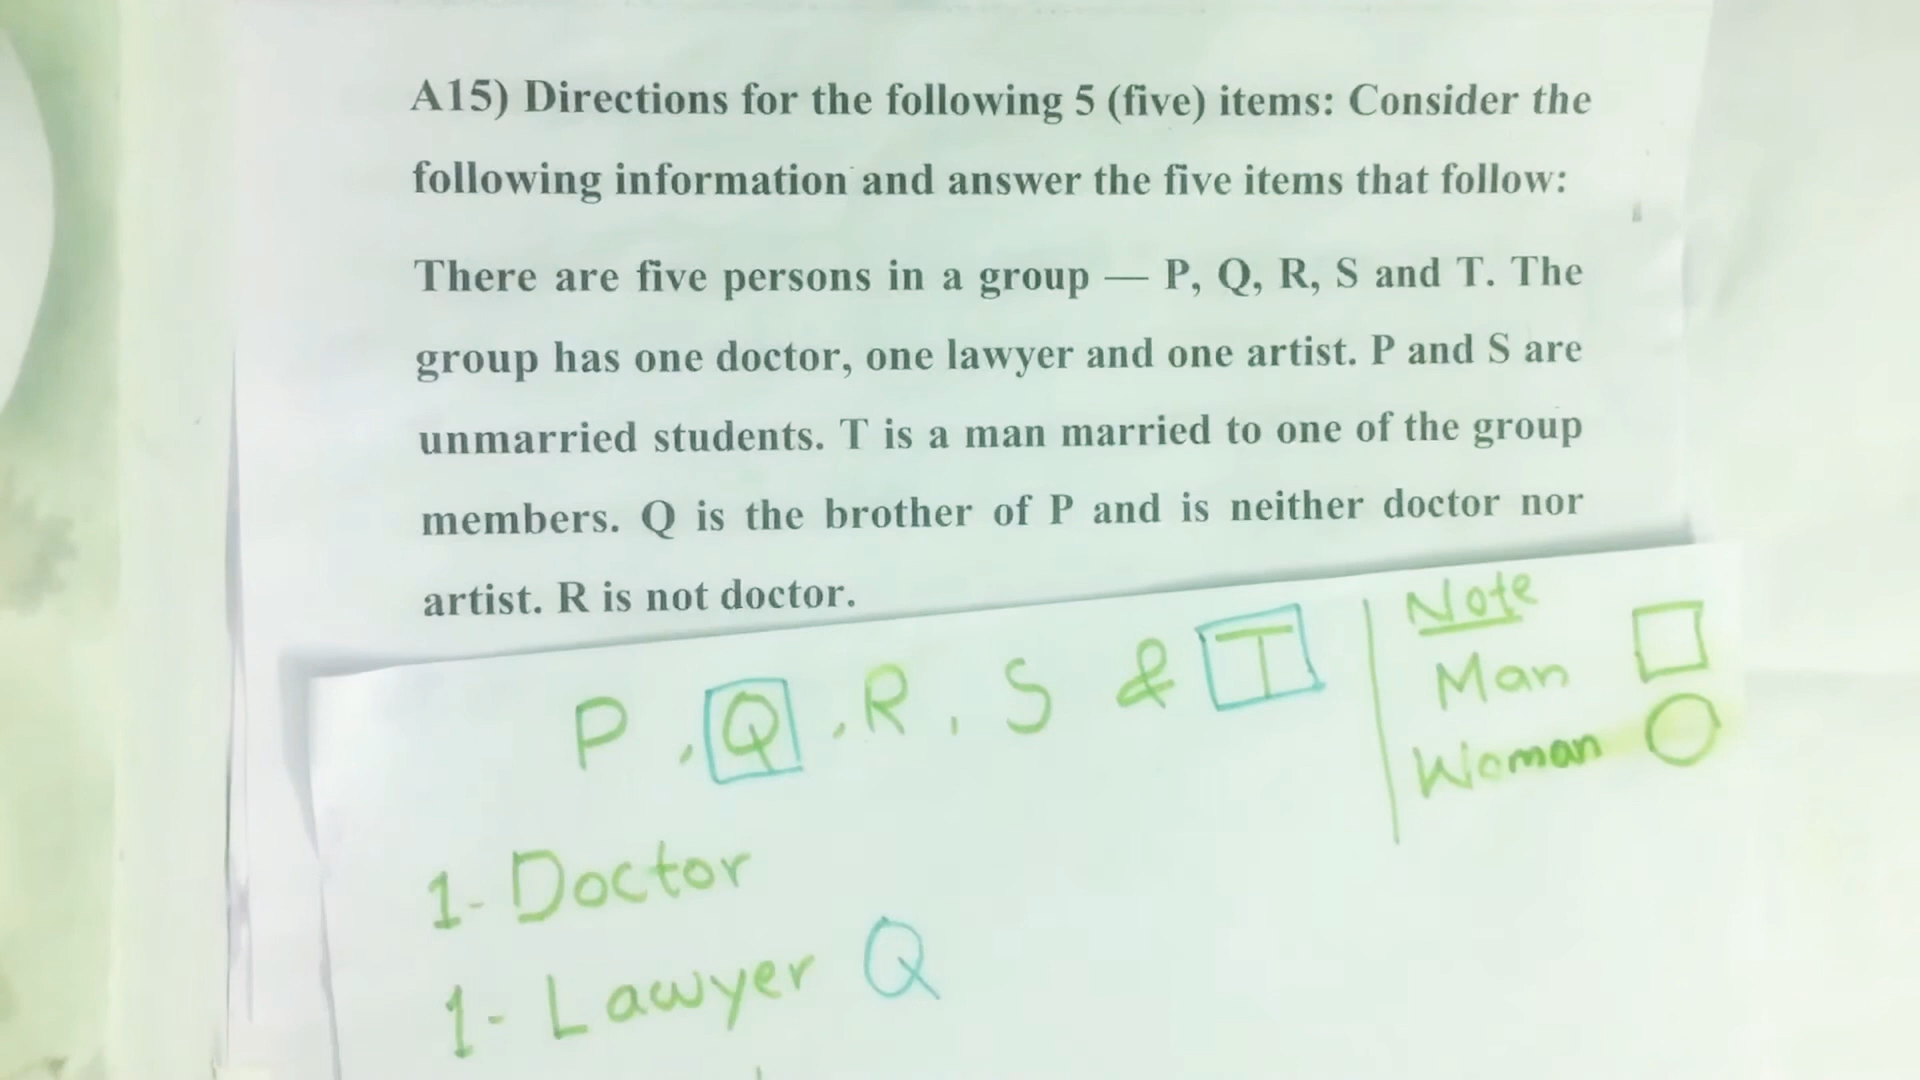 A15) Directions for the following 5 (five) items: Consider the
following information and answer the five items that follow:
There are five persons in a group — P, Q, R, S and T. The
group has one doctor, one lawyer and one artist. P and S are
unmarried students. T is a man married to one of the group
members. Q is the brother of P and is neither doctor nor
artist. R is not doctor.
P , Q , R , S & T
Note
Man
Woman
1- Doctor
1- Lawyer Q